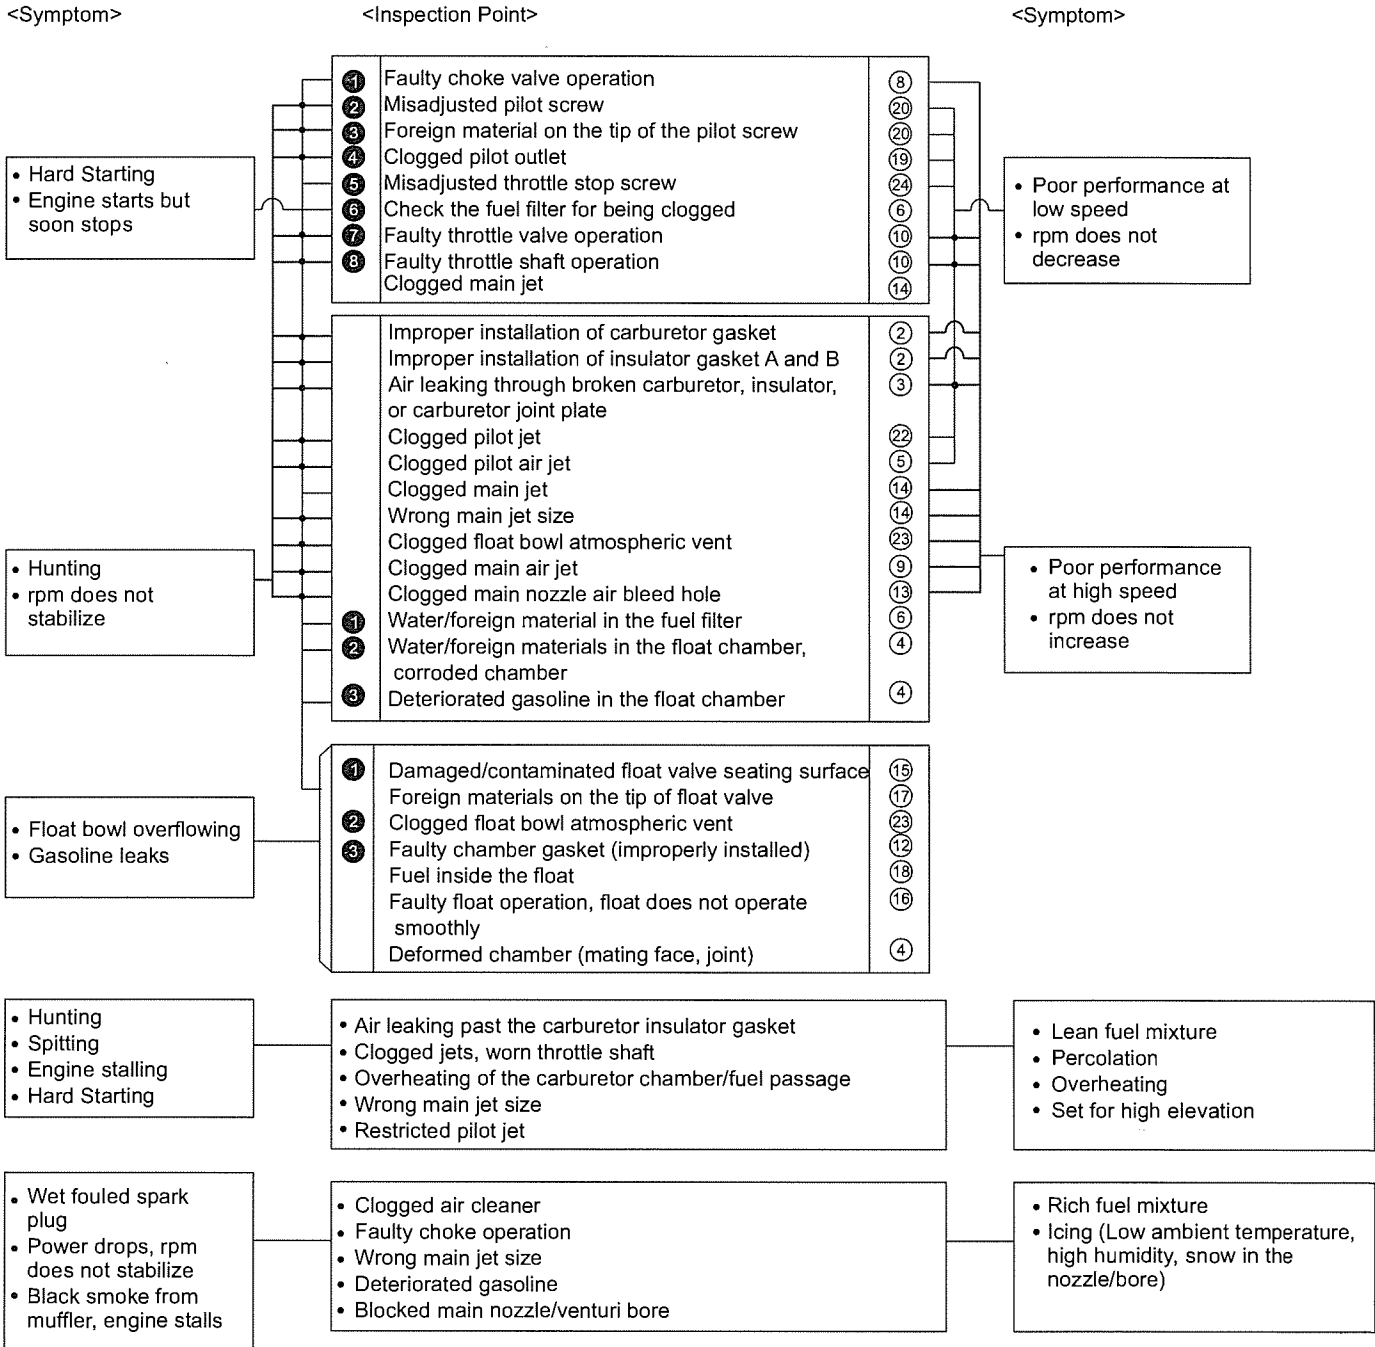 <Symptom> <Inspection Point> <Symptom>
❶ Faulty choke valve operation ⑧
❷ Misadjusted pilot screw ⑳
❸ Foreign material on the tip of the pilot screw ⑳
❹ Clogged pilot outlet ⑲
❺ Misadjusted throttle stop screw ㉔
❻ Check the fuel filter for being clogged ⑥
❼ Faulty throttle valve operation ⑩
❽ Faulty throttle shaft operation ⑩
Clogged main jet ⑭
• Hard Starting
• Engine starts but
soon stops
• Poor performance at
low speed
• rpm does not
decrease
Improper installation of carburetor gasket ②
Improper installation of insulator gasket A and B ②
Air leaking through broken carburetor, insulator, ③
or carburetor joint plate
Clogged pilot jet ㉒
Clogged pilot air jet ⑤
Clogged main jet ⑭
Wrong main jet size ⑭
Clogged float bowl atmospheric vent ㉓
Clogged main air jet ⑨
Clogged main nozzle air bleed hole ⑬
❶ Water/foreign material in the fuel filter ⑥
❷ Water/foreign materials in the float chamber, ④
corroded chamber
❸ Deteriorated gasoline in the float chamber ④
• Hunting
• rpm does not
stabilize
• Poor performance
at high speed
• rpm does not
increase
❶ Damaged/contaminated float valve seating surface ⑮
Foreign materials on the tip of float valve ⑰
❷ Clogged float bowl atmospheric vent ㉓
❸ Faulty chamber gasket (improperly installed) ⑫
Fuel inside the float ⑱
Faulty float operation, float does not operate ⑯
smoothly
Deformed chamber (mating face, joint) ④
• Float bowl overflowing
• Gasoline leaks
• Hunting
• Spitting
• Engine stalling
• Hard Starting
• Air leaking past the carburetor insulator gasket
• Clogged jets, worn throttle shaft
• Overheating of the carburetor chamber/fuel passage
• Wrong main jet size
• Restricted pilot jet
• Lean fuel mixture
• Percolation
• Overheating
• Set for high elevation
• Wet fouled spark
plug
• Power drops, rpm
does not stabilize
• Black smoke from
muffler, engine stalls
• Clogged air cleaner
• Faulty choke operation
• Wrong main jet size
• Deteriorated gasoline
• Blocked main nozzle/venturi bore
• Rich fuel mixture
• Icing (Low ambient temperature,
high humidity, snow in the
nozzle/bore)